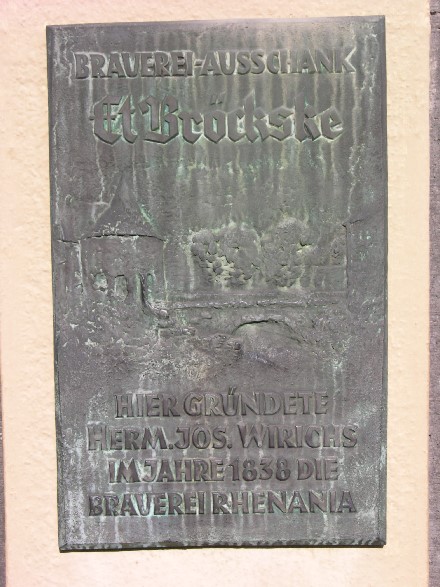 BRAUEREI-AUSSCHANK
Et Bröckske
HIER GRÜNDETE
HERM. JOS. WIRICHS
IM JAHRE 1838 DIE
BRAUEREI RHENANIA